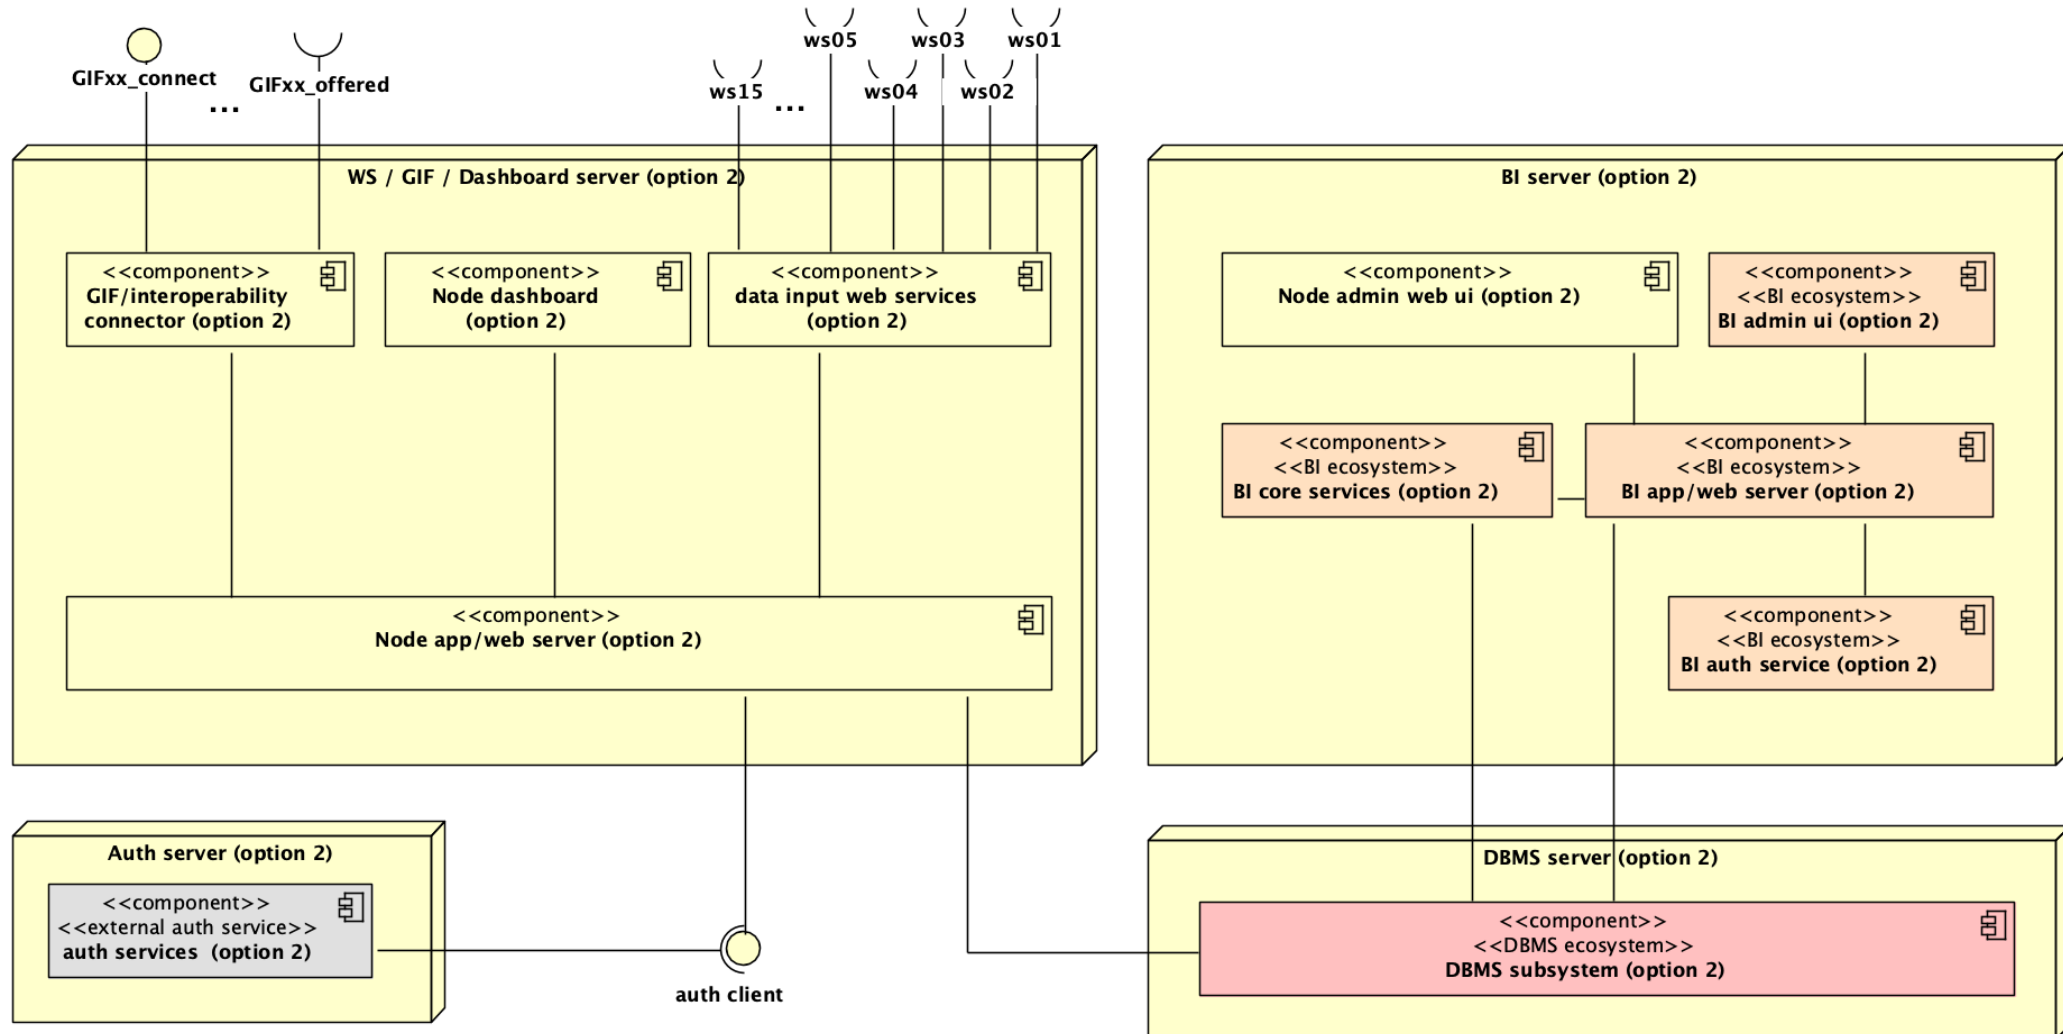 ws05
ws03
ws01
GIFxx_connect
...
GIFxx_offered
ws15
...
ws04
ws02
WS / GIF / Dashboard server (option 2)
<<component>>
GIF/interoperability
connector (option 2)
<<component>>
Node dashboard
(option 2)
<<component>>
data input web services
(option 2)
<<component>>
Node app/web server (option 2)
BI server (option 2)
<<component>>
Node admin web ui (option 2)
<<component>>
<<BI ecosystem>>
BI admin ui (option 2)
<<component>>
<<BI ecosystem>>
BI core services (option 2)
<<component>>
<<BI ecosystem>>
BI app/web server (option 2)
<<component>>
<<BI ecosystem>>
BI auth service (option 2)
Auth server (option 2)
<<component>>
<<external auth service>>
auth services  (option 2)
auth client
DBMS server (option 2)
<<component>>
<<DBMS ecosystem>>
DBMS subsystem (option 2)